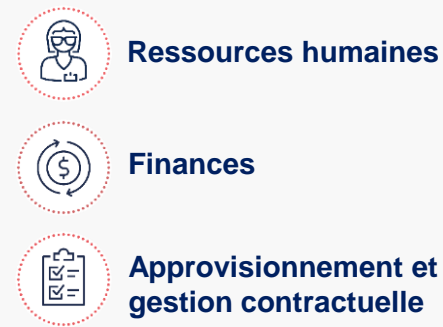 Ressources humaines
$
Finances
Approvisionnement et
gestion contractuelle